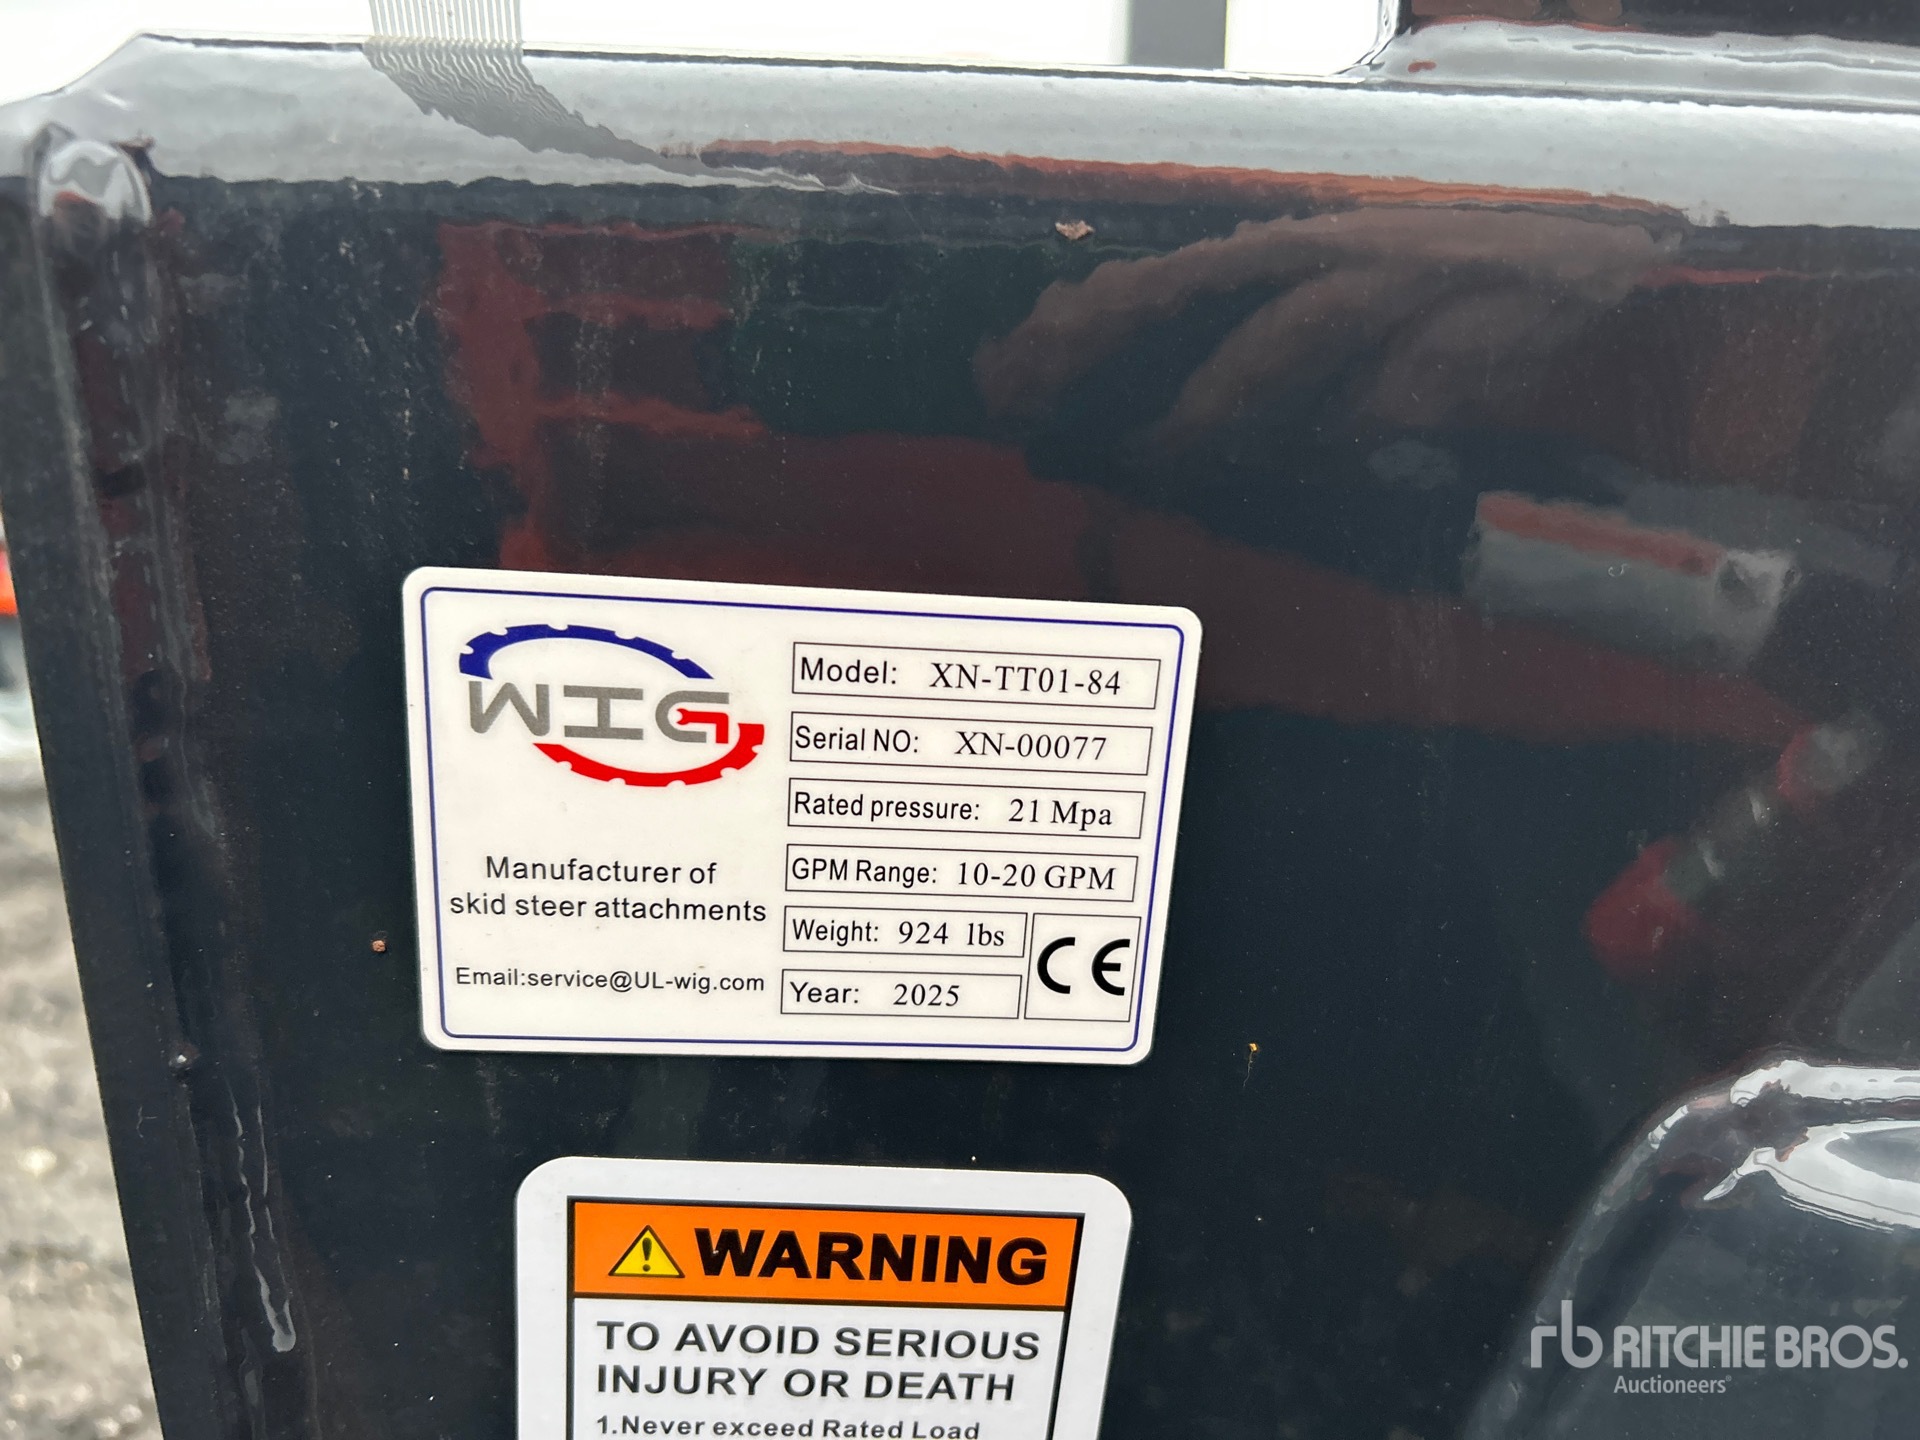 WIG
Manufacturer of
skid steer attachments
Email:service@UL-wig.com
Model: XN-TT01-84
Serial NO: XN-00077
Rated pressure: 21 Mpa
GPM Range: 10-20 GPM
Weight: 924 lbs
Year: 2025
CE
WARNING
TO AVOID SERIOUS
INJURY OR DEATH
1.Never exceed Rated Load
rb RITCHIE BROS.
Auctioneers